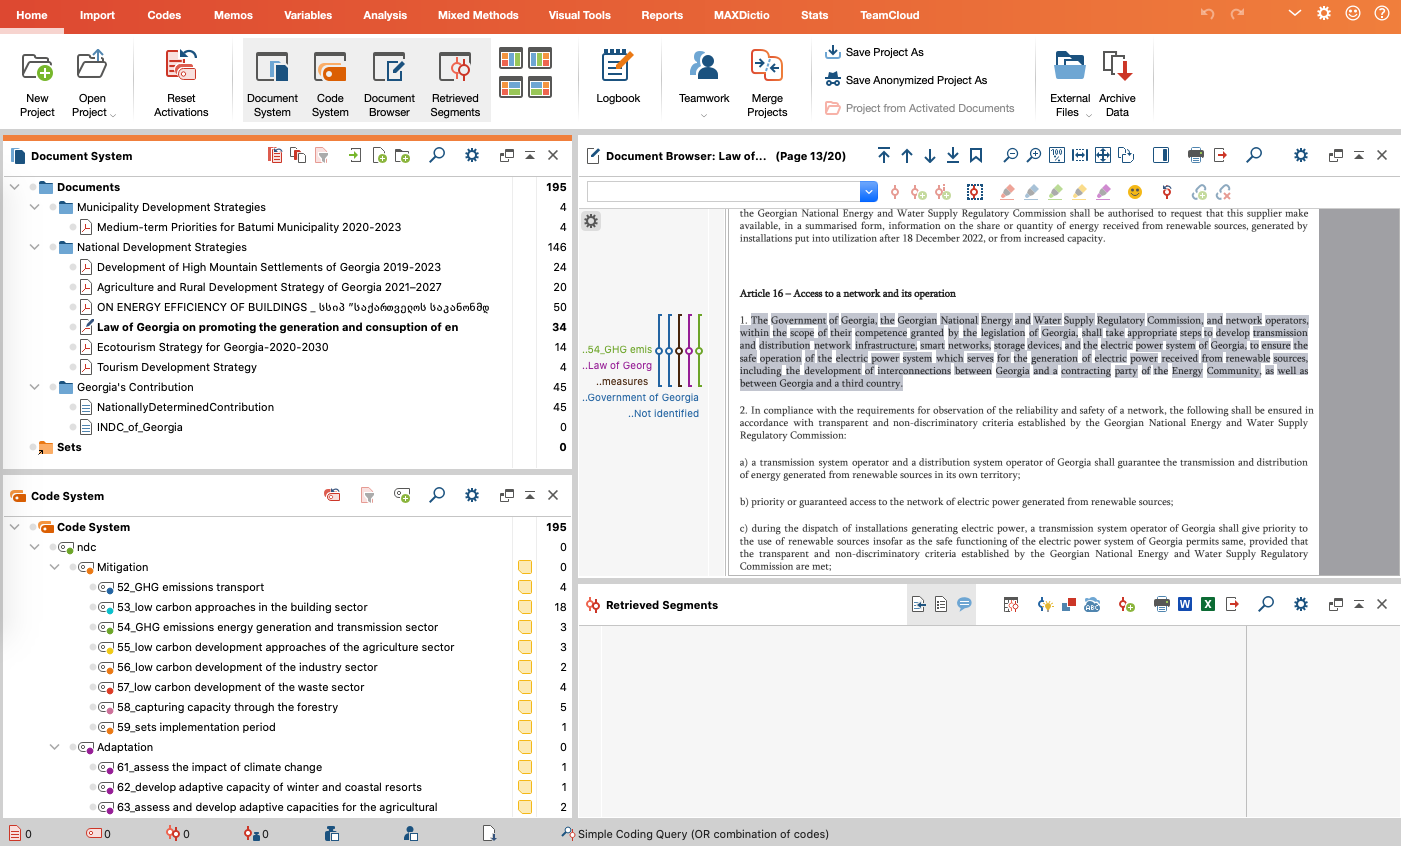 Home Import Codes Memos Variables Analysis Mixed Methods Visual Tools Reports MAXDictio Stats TeamCloud
New Project
Open Project
Reset Activations
Document System
Code System
Document Browser
Retrieved Segments
Logbook
Teamwork
Merge Projects
Save Project As
Save Anonymized Project As
Project from Activated Documents
External Files
Archive Data
Document System
Documents 195
Municipality Development Strategies 4
Medium-term Priorities for Batumi Municipality 2020-2023 4
National Development Strategies 146
Development of High Mountain Settlements of Georgia 2019-2023 24
Agriculture and Rural Development Strategy of Georgia 2021–2027 20
ON ENERGY EFFICIENCY OF BUILDINGS _ სსიპ "საქართველოს საკანონმდ 50
Law of Georgia on promoting the generation and consuption of en 34
Ecotourism Strategy for Georgia-2020-2030 14
Tourism Development Strategy 4
Georgia's Contribution 45
NationallyDeterminedContribution 45
INDC_of_Georgia 0
Sets 0
Code System
Code System 195
ndc 0
Mitigation 0
52_GHG emissions transport 4
53_low carbon approaches in the building sector 18
54_GHG emissions energy generation and transmission sector 3
55_low carbon development approaches of the agriculture sector 3
56_low carbon development of the industry sector 2
57_low carbon development of the waste sector 4
58_capturing capacity through the forestry 5
59_sets implementation period 1
Adaptation 0
61_assess the impact of climate change 1
62_develop adaptive capacity of winter and coastal resorts 1
63_assess and develop adaptive capacities for the agricultural 2
Document Browser: Law of... (Page 13/20)
100 %
the Georgian National Energy and Water Supply Regulatory Commission shall be authorised to request that this supplier make
available, in a summarised form, information on the share or quantity of energy received from renewable sources, generated by
installations put into utilization after 18 December 2022, or from increased capacity.
Article 16 – Access to a network and its operation
1. The Government of Georgia, the Georgian National Energy and Water Supply Regulatory Commission, and network operators,
within the scope of their competence granted by the legislation of Georgia, shall take appropriate steps to develop transmission
and distribution network infrastructure, smart networks, storage devices, and the electric power system of Georgia, to ensure the
safe operation of the electric power system which serves for the generation of electric power received from renewable sources,
including the development of interconnections between Georgia and a contracting party of the Energy Community, as well as
between Georgia and a third country.
..54_GHG emis
..Law of Georg
..measures
..Government of Georgia
..Not identified
2. In compliance with the requirements for observation of the reliability and safety of a network, the following shall be ensured in
accordance with transparent and non-discriminatory criteria established by the Georgian National Energy and Water Supply
Regulatory Commission:
a) a transmission system operator and a distribution system operator of Georgia shall guarantee the transmission and distribution
of energy generated from renewable sources in its own territory;
b) priority or guaranteed access to the network of electric power generated from renewable sources;
c) during the dispatch of installations generating electric power, a transmission system operator of Georgia shall give priority to
the use of renewable sources insofar as the safe functioning of the electric power system of Georgia permits same, provided that
the transparent and non-discriminatory criteria established by the Georgian National Energy and Water Supply Regulatory
Commission are met;
Retrieved Segments
ABC W X
0 0 0 0 Simple Coding Query (OR combination of codes)